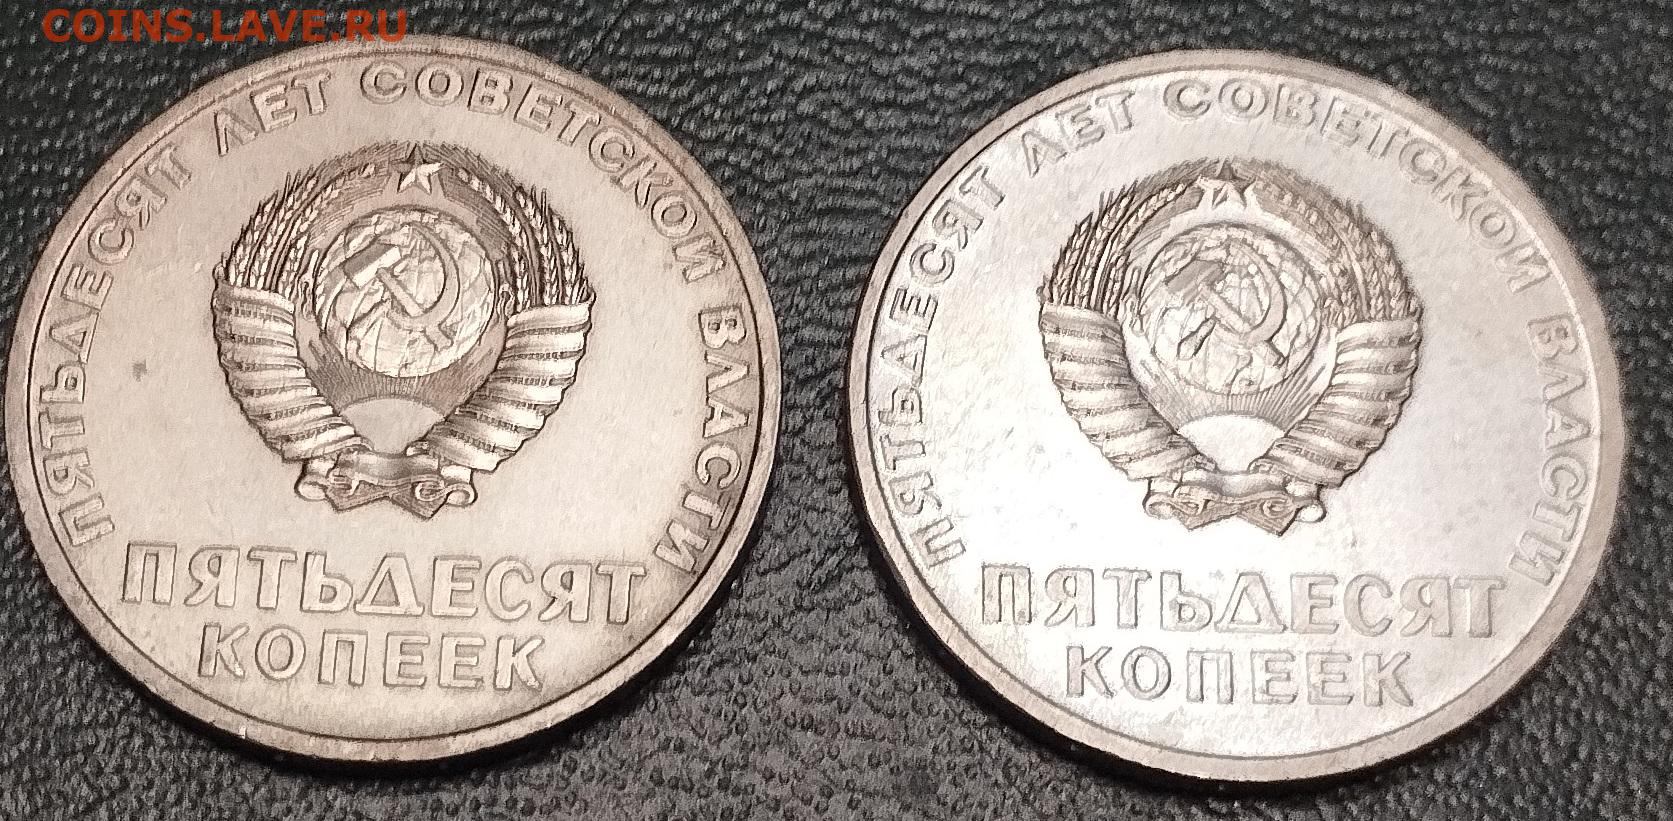 COINS.LAVE.RU
ПЯТЬДЕСЯТ ЛЕТ СОВЕТСКОЙ ВЛАСТИ
ПЯТЬДЕСЯТ
КОПЕЕК
ПЯТЬДЕСЯТ ЛЕТ СОВЕТСКОЙ ВЛАСТИ
ПЯТЬДЕСЯТ
КОПЕЕК